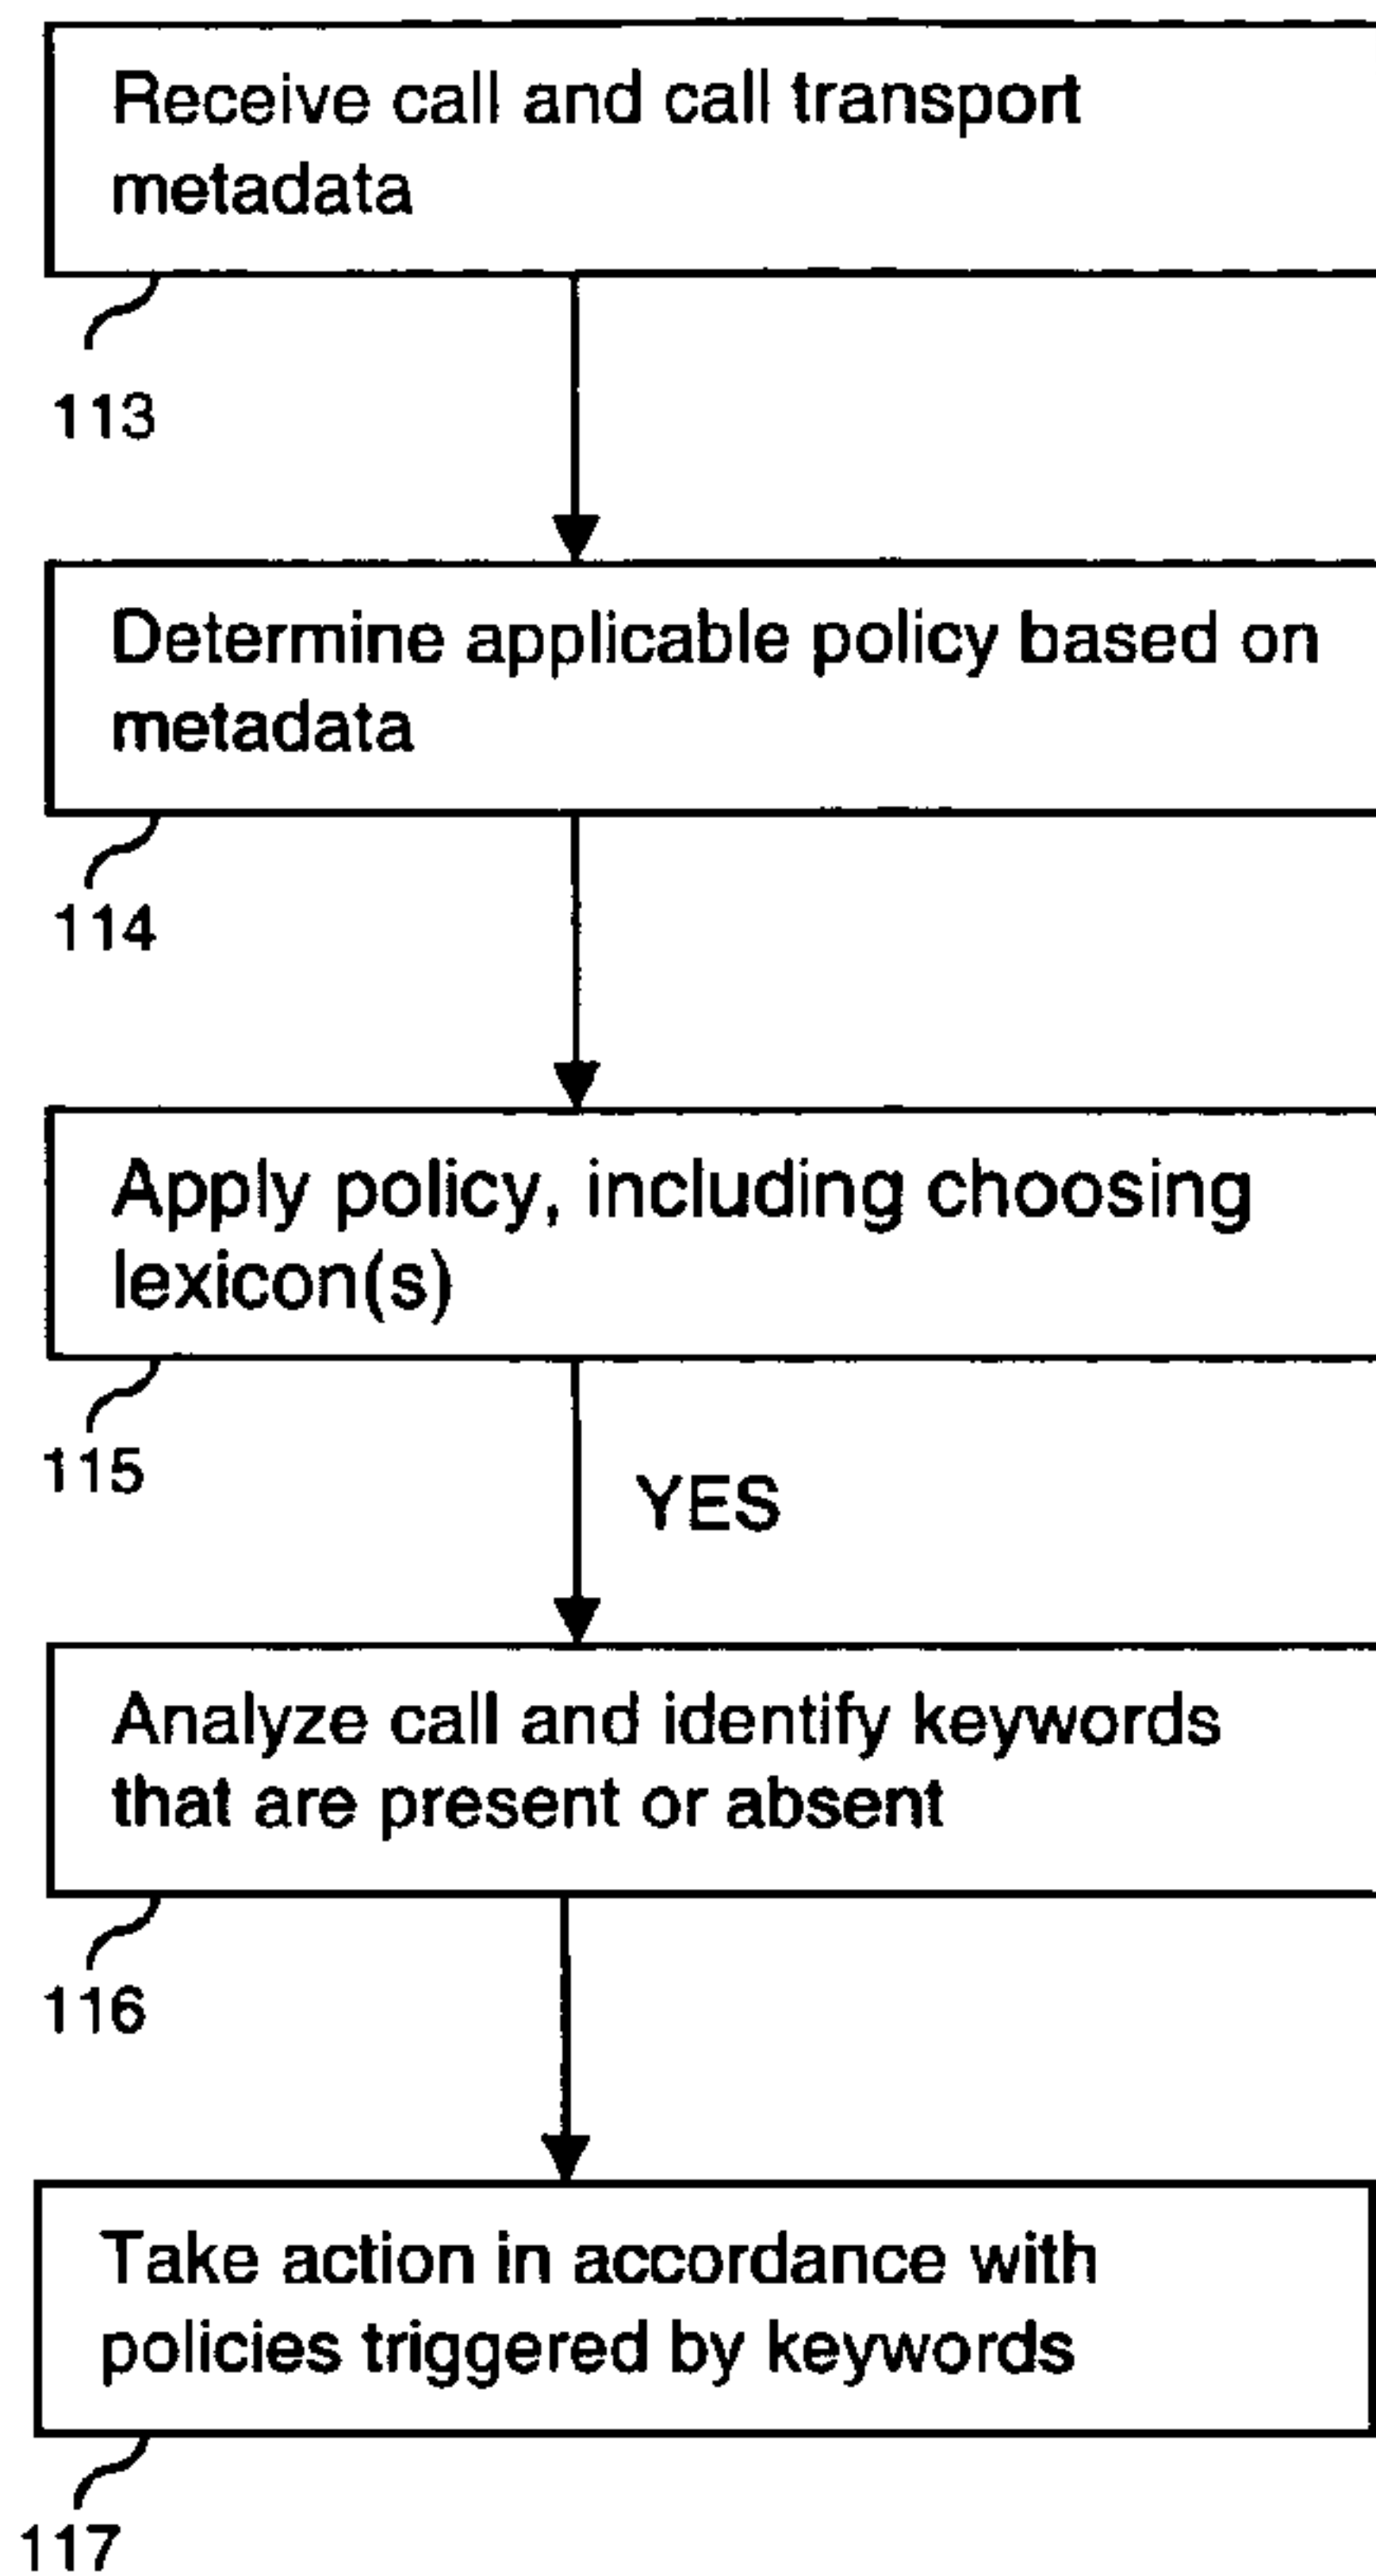 Receive call and call transport
metadata
113
Determine applicable policy based on
metadata
114
Apply policy, including choosing
lexicon(s)
115
YES
Analyze call and identify keywords
that are present or absent
116
Take action in accordance with
policies triggered by keywords
117